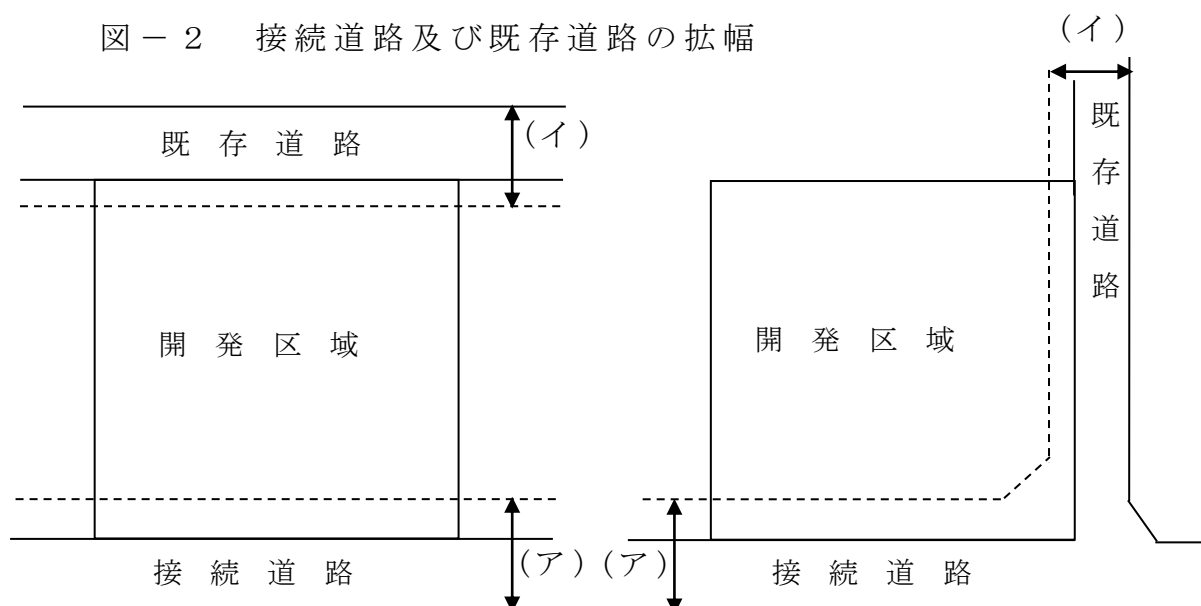 図－２　接続道路及び既存道路の拡幅
(イ)
既存道路
(イ)
既存道路
開発区域
開発区域
(ア)
(ア)
接続道路
接続道路